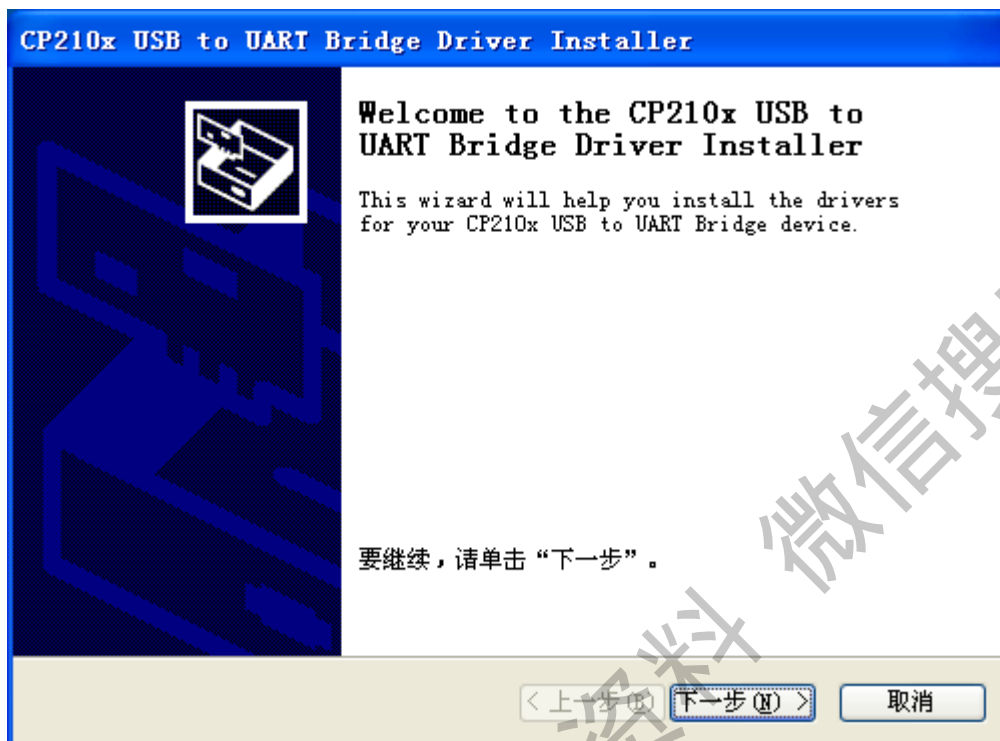 CP210x USB to UART Bridge Driver Installer
Welcome to the CP210x USB to
UART Bridge Driver Installer
This wizard will help you install the drivers
for your CP210x USB to UART Bridge device.
要继续，请单击“下一步”。
< 上一步(B) 下一步(N) > 取消
资料 微信搜